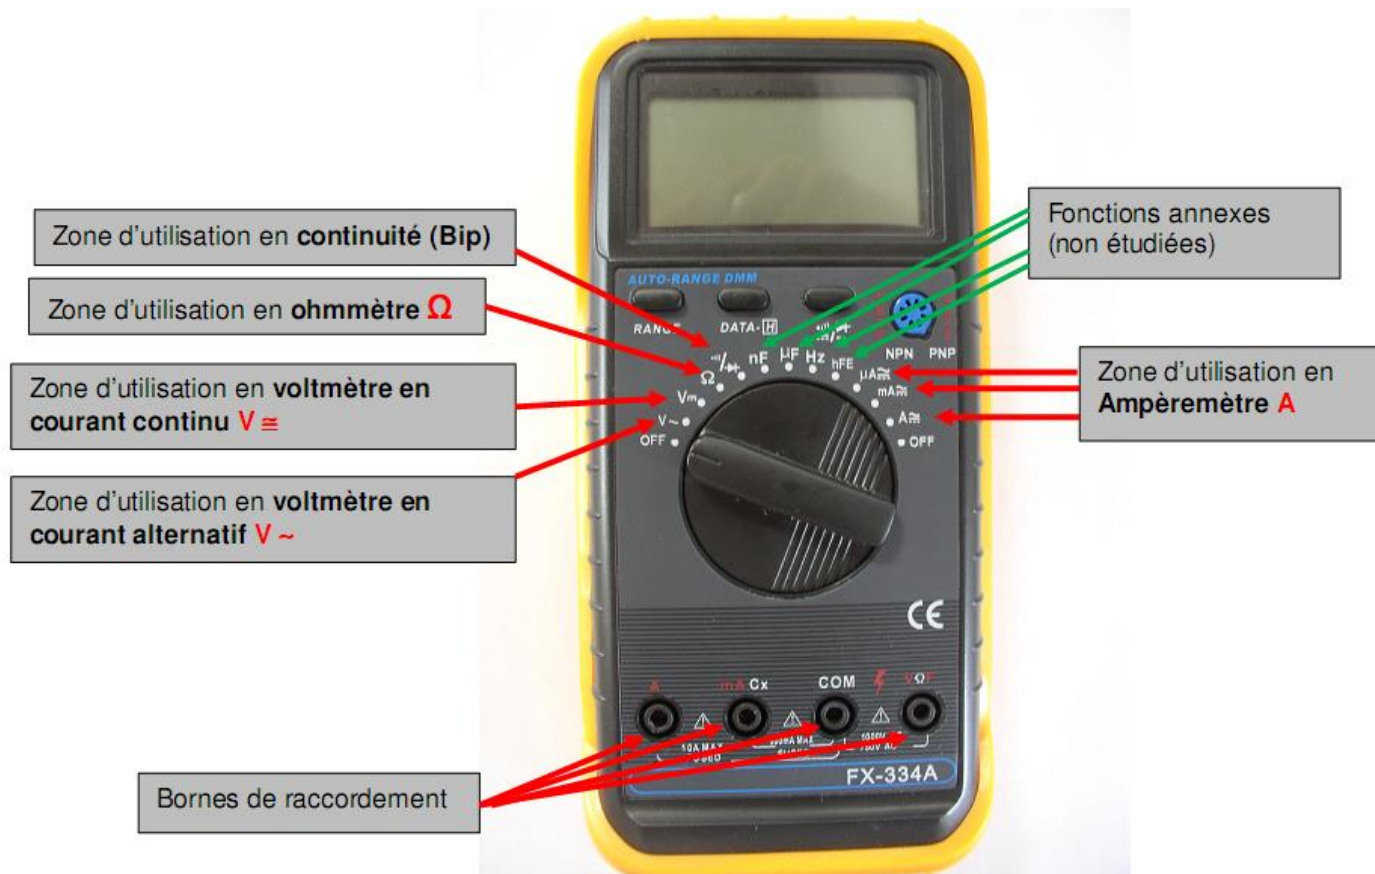 Zone d'utilisation en continuité (Bip)
Zone d'utilisation en ohmmètre Ω
Zone d'utilisation en voltmètre en
courant continu V ≅
Zone d'utilisation en voltmètre en
courant alternatif V ~
Fonctions annexes
(non étudiées)
Zone d'utilisation en
Ampèremètre A
Bornes de raccordement
AUTO-RANGE DMM
RANGE
DATA-H
NPN
PNP
OFF
V~
V
Ω
nF
µF
Hz
hFE
µA≅
mA≅
A≅
OFF
CE
A
mA Cx
COM
VΩF
10A MAX
FX-334A